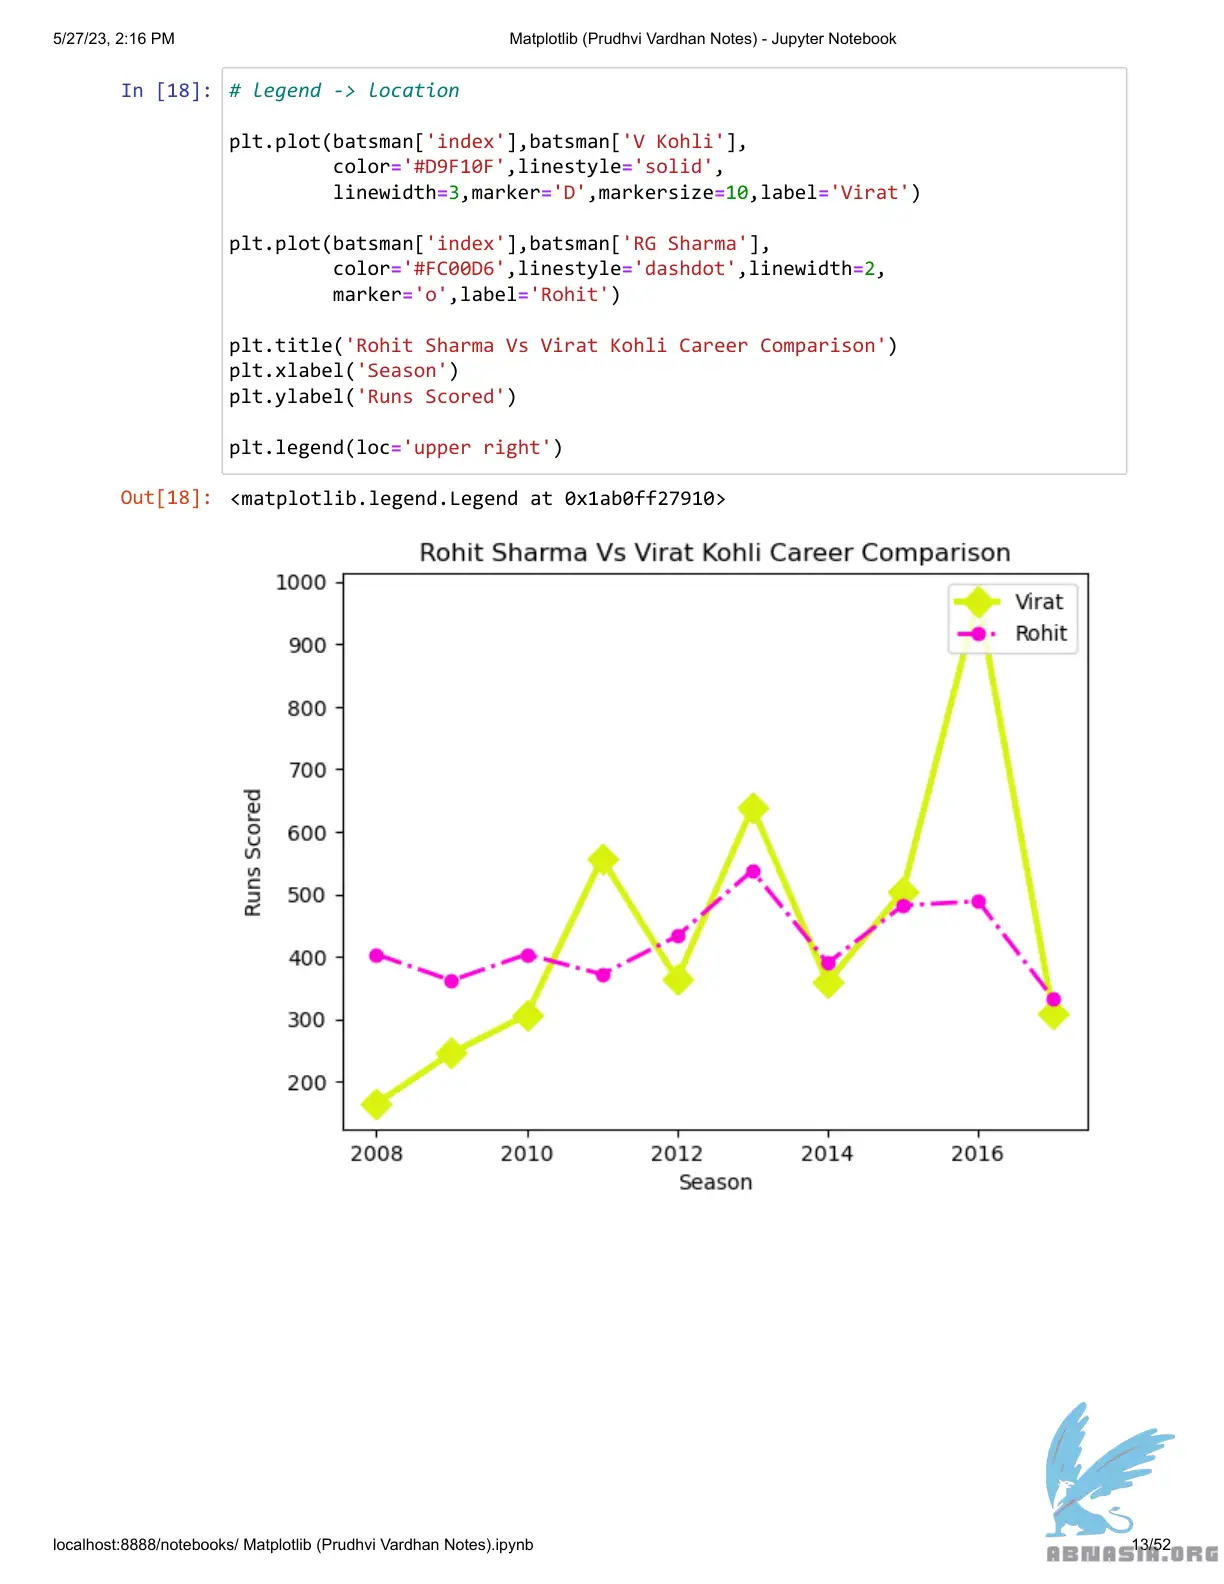 5/27/23, 2:16 PM
Matplotlib (Prudhvi Vardhan Notes) - Jupyter Notebook
In [18]:
# legend -> location
plt.plot(batsman['index'],batsman['V Kohli'],
         color='#D9F10F',linestyle='solid',
         linewidth=3,marker='D',markersize=10,label='Virat')
plt.plot(batsman['index'],batsman['RG Sharma'],
         color='#FC00D6',linestyle='dashdot',linewidth=2,
         marker='o',label='Rohit')
plt.title('Rohit Sharma Vs Virat Kohli Career Comparison')
plt.xlabel('Season')
plt.ylabel('Runs Scored')
plt.legend(loc='upper right')
Out[18]: <matplotlib.legend.Legend at 0x1ab0ff27910>
Rohit Sharma Vs Virat Kohli Career Comparison
Virat
Rohit
1000
900
800
700
600
500
400
300
200
Runs Scored
2008 2010 2012 2014 2016
Season
localhost:8888/notebooks/ Matplotlib (Prudhvi Vardhan Notes).ipynb
13/52
ABNASIA.ORG